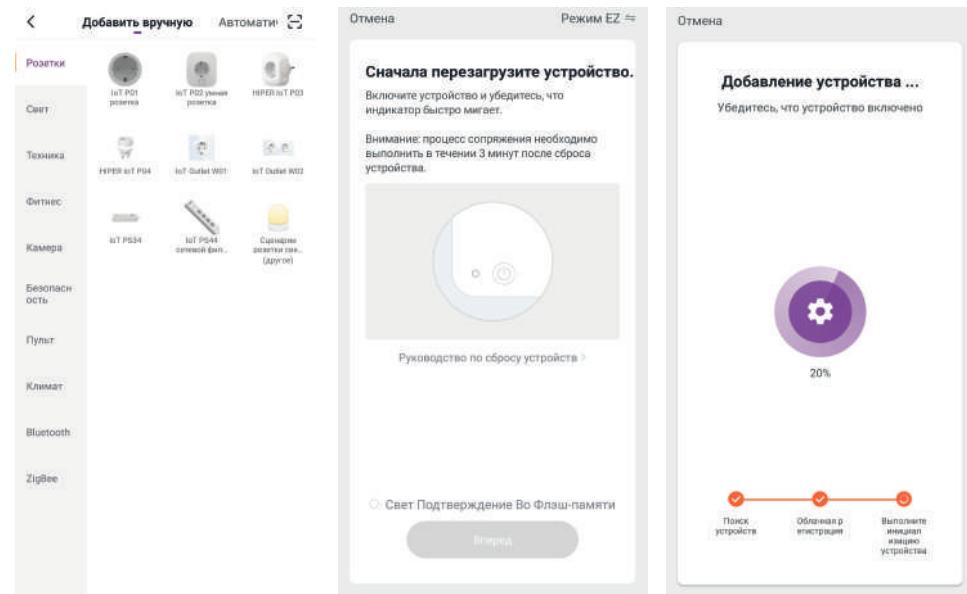 Добавить вручную Автомати
Розетки
Свет
Техника
Фитнес
Камера
Безопасн
ость
Пульт
Климат
Bluetooth
ZigBee
IoT P01
розетка
IoT P02 умная
розетка
HIPER IoT P03
HIPER IoT P04
IoT Outlet W01
IoT Outlet W02
IoT PS34
IoT PS44
сетевой фил...
Сценарии
розетки све...
(другое)
Отмена
Режим EZ
Сначала перезагрузите устройство.
Включите устройство и убедитесь, что
индикатор быстро мигает.
Внимание: процесс сопряжения необходимо
выполнить в течении 3 минут после сброса
устройства.
Руководство по сбросу устройств >
Свет Подтверждение Во Флэш-памяти
Вперед
Отмена
Добавление устройства ...
Убедитесь, что устройство включено
20%
Поиск
устройств
Облачная р
егистрация
Выполните
инициал
изацию
устройства